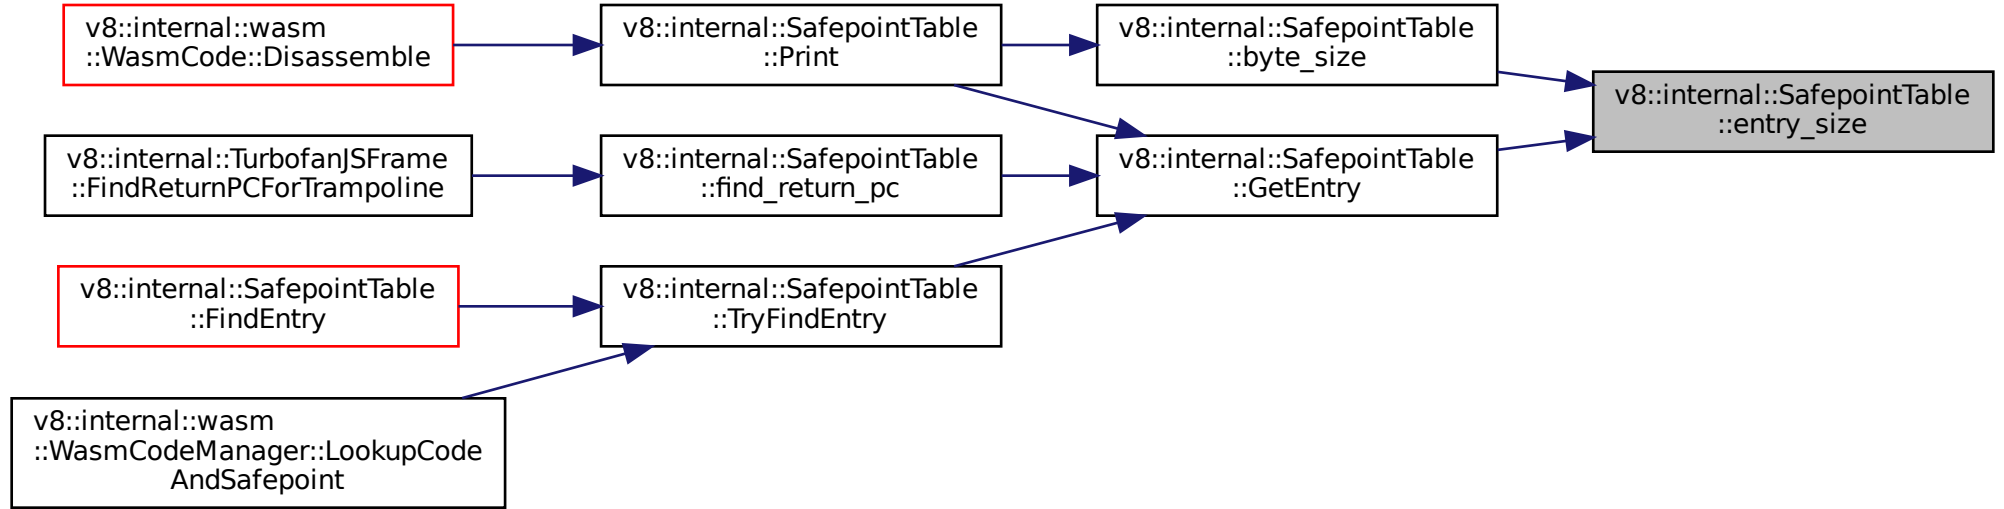 v8::internal::wasm
::WasmCode::Disassemble
v8::internal::SafepointTable
::Print
v8::internal::SafepointTable
::byte_size
v8::internal::SafepointTable
::entry_size
v8::internal::TurbofanJSFrame
::FindReturnPCForTrampoline
v8::internal::SafepointTable
::find_return_pc
v8::internal::SafepointTable
::GetEntry
v8::internal::SafepointTable
::FindEntry
v8::internal::SafepointTable
::TryFindEntry
v8::internal::wasm
::WasmCodeManager::LookupCode
AndSafepoint